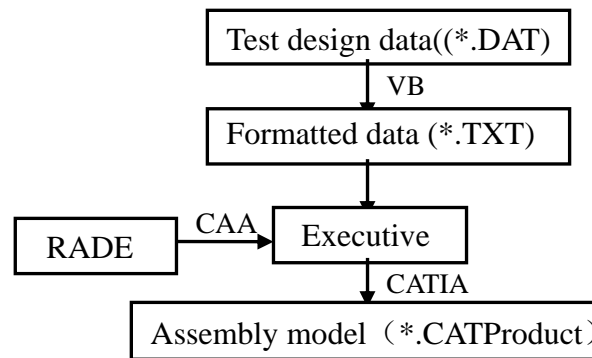 Test design data((*.DAT)
VB
Formatted data (*.TXT)
CAA
RADE
Executive
CATIA
Assembly model（*.CATProduct）